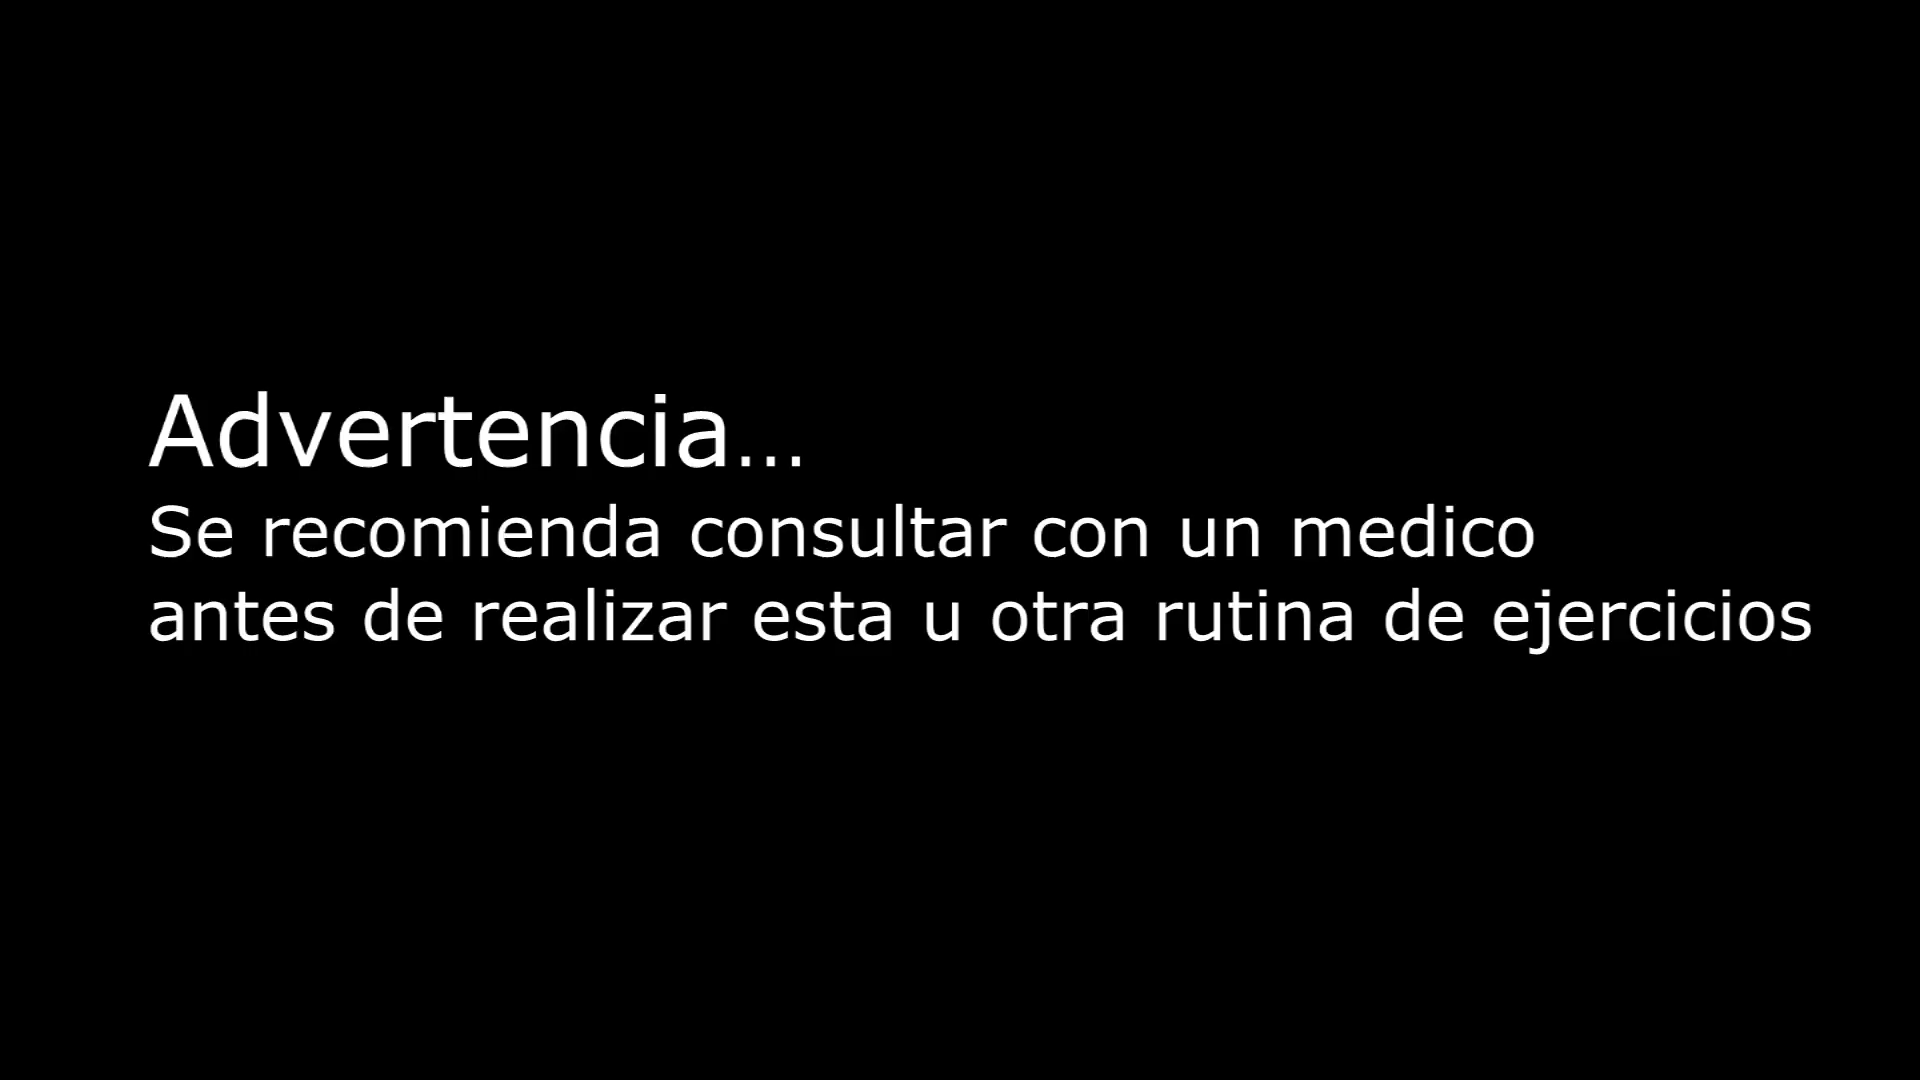 Advertencia...
Se recomienda consultar con un medico
antes de realizar esta u otra rutina de ejercicios